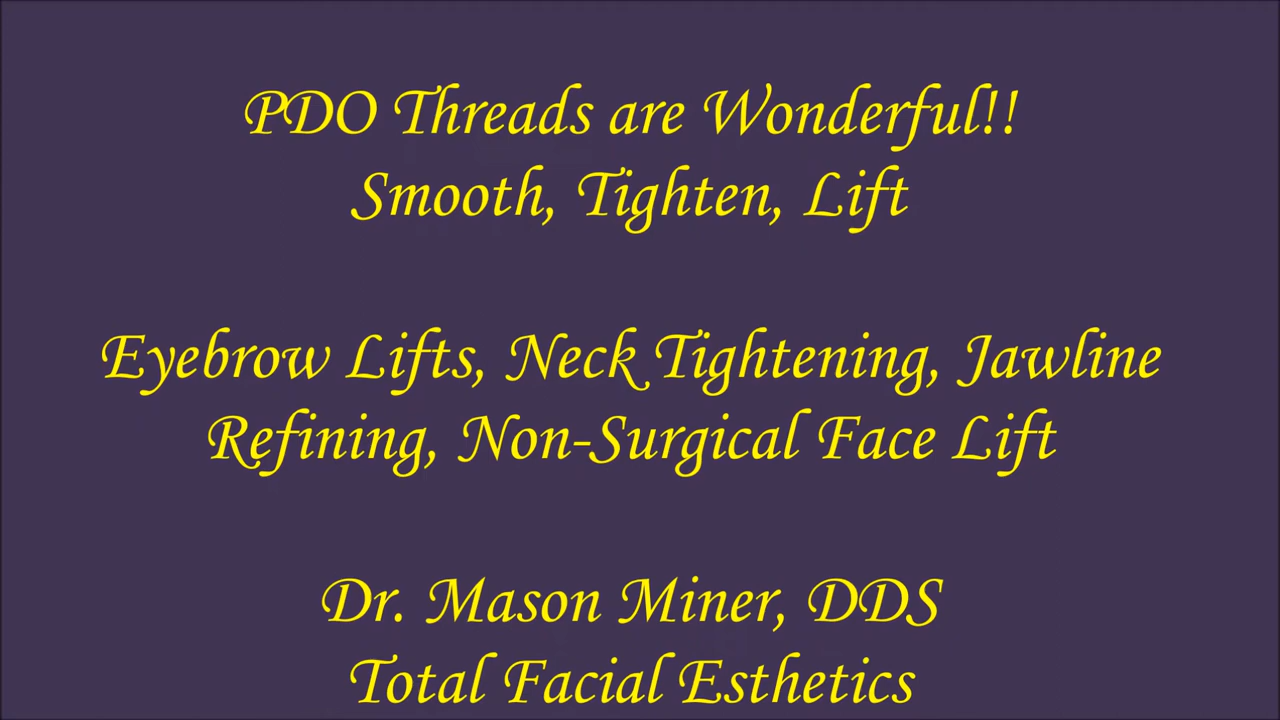 PDO Threads are Wonderful!!
Smooth, Tighten, Lift
Eyebrow Lifts, Neck Tightening, Jawline
Refining, Non-Surgical Face Lift
Dr. Mason Miner, DDS
Total Facial Esthetics